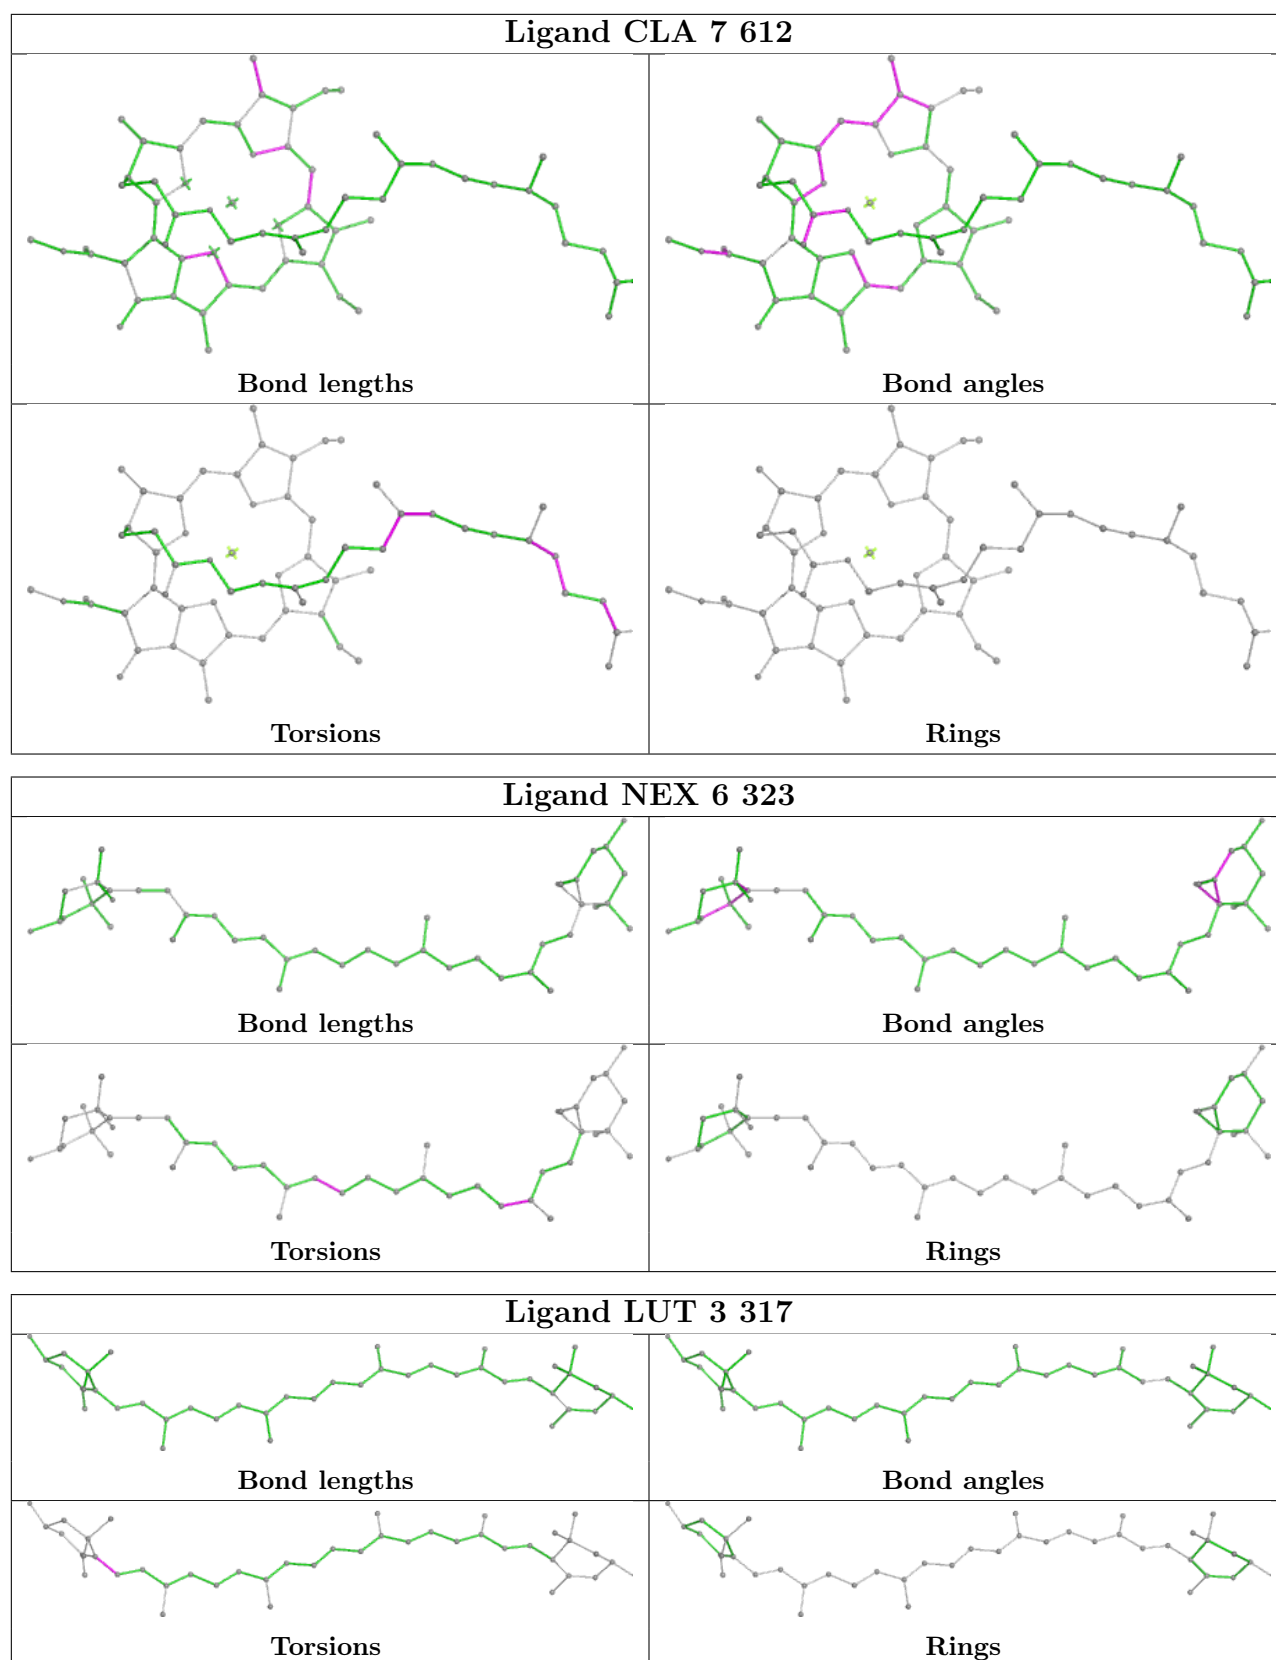 Ligand CLA 7 612
Bond lengths
Bond angles
Torsions
Rings
Ligand NEX 6 323
Bond lengths
Bond angles
Torsions
Rings
Ligand LUT 3 317
Bond lengths
Bond angles
Torsions
Rings